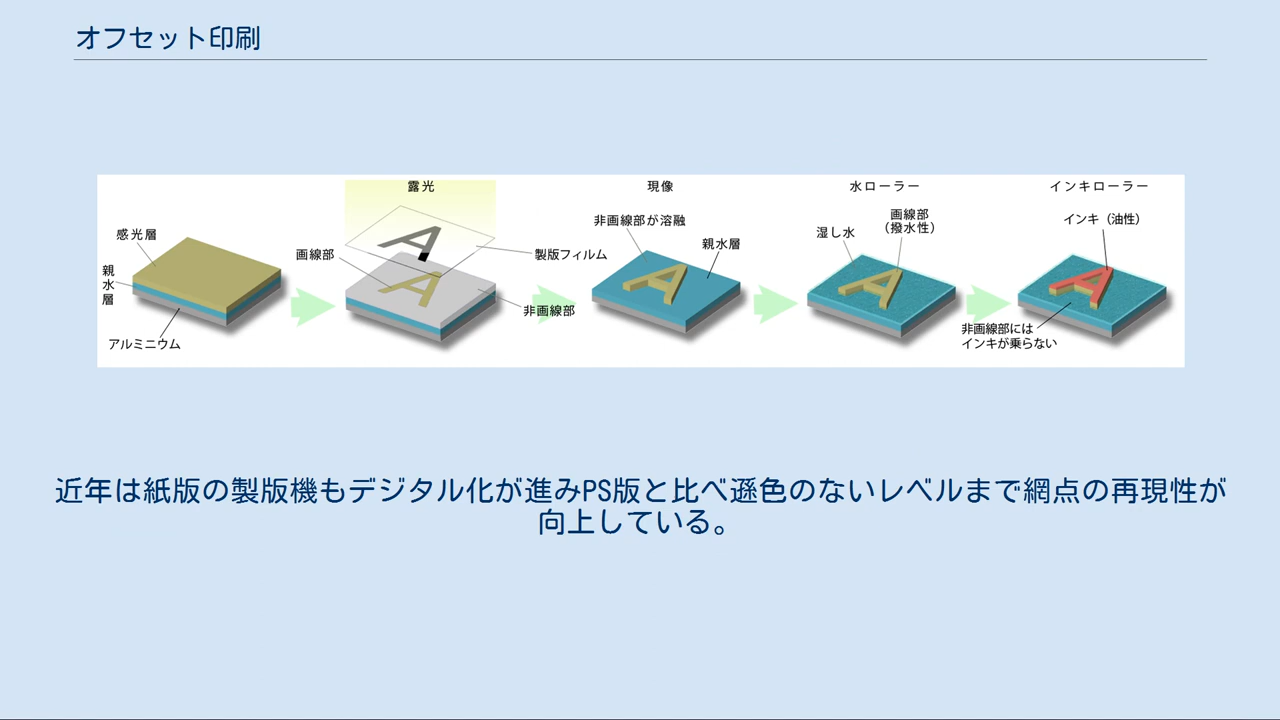 オフセット印刷
感光層
親水層
アルミニウム
露光
画線部
製版フィルム
非画線部
現像
非画線部が溶融
親水層
水ローラー
湿し水
画線部
（撥水性）
インキローラー
インキ（油性）
非画線部には
インキが乗らない
近年は紙版の製版機もデジタル化が進みPS版と比べ遜色のないレベルまで網点の再現性が
向上している。